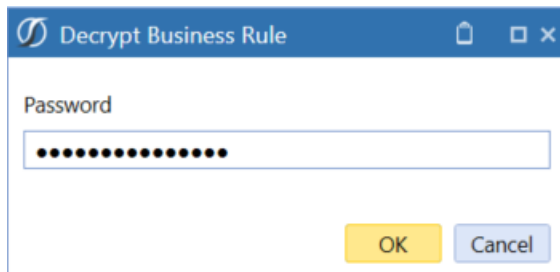 Decrypt Business Rule
Password
●●●●●●●●●●●●●●●
OK Cancel